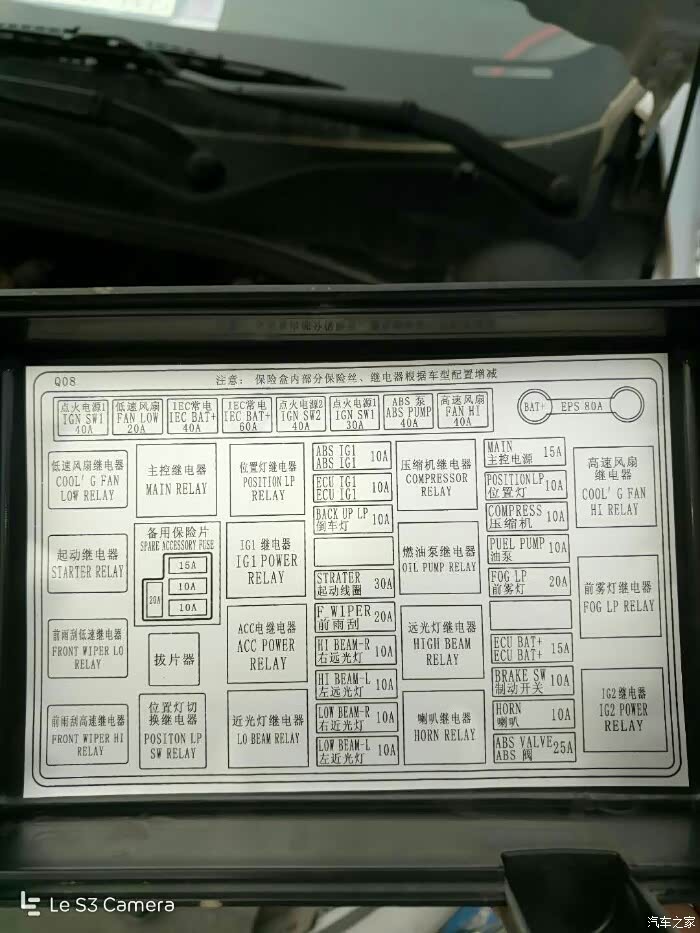 Q08
注意: 保险盒内部分保险丝、继电器根据车型配置增减
点火电源1
IGN SW1
40A
低速风扇
FAN LOW
20A
IEC常电
IEC BAT+
40A
IEC常电
IEC BAT+
60A
点火电源2
IGN SW2
40A
点火电源1
IGN SW1
30A
ABS 泵
ABS PUMP
40A
高速风扇
FAN HI
40A
BAT+
EPS 80A
低速风扇继电器
COOL' G FAN
LOW RELAY
起动继电器
STARTER RELAY
前雨刮低速继电器
FRONT WIPER LO
RELAY
前雨刮高速继电器
FRONT WIPER HI
RELAY
主控继电器
MAIN RELAY
备用保险片
SPARE ACCESSORY FUSE
15A
20A
10A
10A
拔片器
位置灯切
换继电器
POSITON LP
SW RELAY
位置灯继电器
POSITION LP
RELAY
IG1 继电器
IG1 POWER
RELAY
ACC电继电器
ACC POWER
RELAY
近光灯继电器
LO BEAM RELAY
ABS IG1
ABS IG1
10A
ECU IG1
ECU IG1
10A
BACK UP LP
倒车灯
10A
STRATER
起动线圈
30A
F WIPER
前雨刮
20A
HI BEAM-R
右远光灯
10A
HI BEAM-L
左远光灯
10A
LOW BEAM-R
右近光灯
10A
LOW BEAM-L
左近光灯
10A
压缩机继电器
COMPRESSOR
RELAY
燃油泵继电器
OIL PUMP RELAY
远光灯继电器
HIGH BEAM
RELAY
喇叭继电器
HORN RELAY
MAIN
主控电源
15A
POSITION LP
位置灯
10A
COMPRESS
压缩机
10A
PUEL PUMP
油泵
10A
FOG LP
前雾灯
20A
ECU BAT+
ECU BAT+
15A
BRAKE SW
制动开关
10A
HORN
喇叭
10A
ABS VALVE
ABS 阀
25A
高速风扇
继电器
COOL' G FAN
HI RELAY
前雾灯继电器
FOG LP RELAY
IG2继电器
IG2 POWER
RELAY
Le S3 Camera
汽车之家